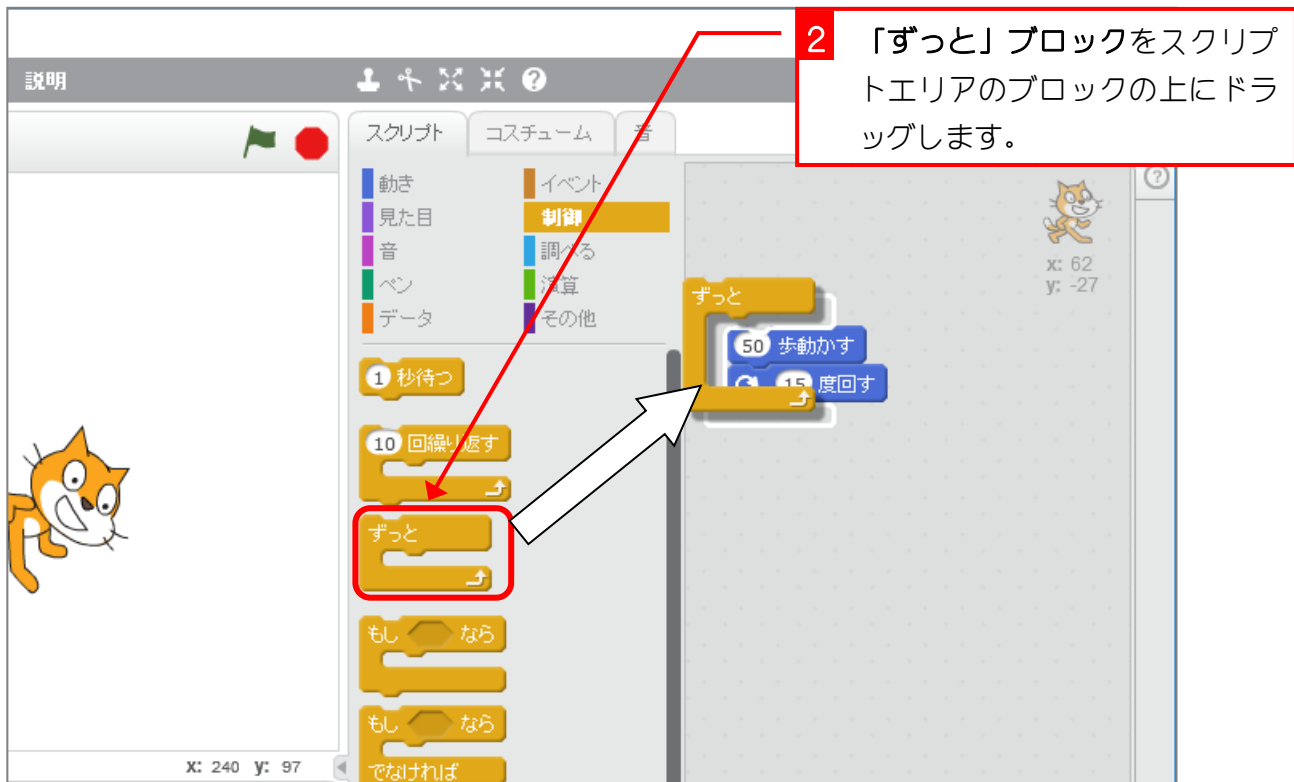 2 「ずっと」ブロックをスクリプ
トエリアのブロックの上にドラ
ッグします。
説明
スクリプト コスチューム 音
動き イベント
見た目 制御
音 調べる
ペン 演算
データ その他
1 秒待つ
10 回繰り返す
ずっと
もし なら
もし なら
でなければ
ずっと
50 歩動かす
15 度回す
x: 62
y: -27
X: 240 y: 97